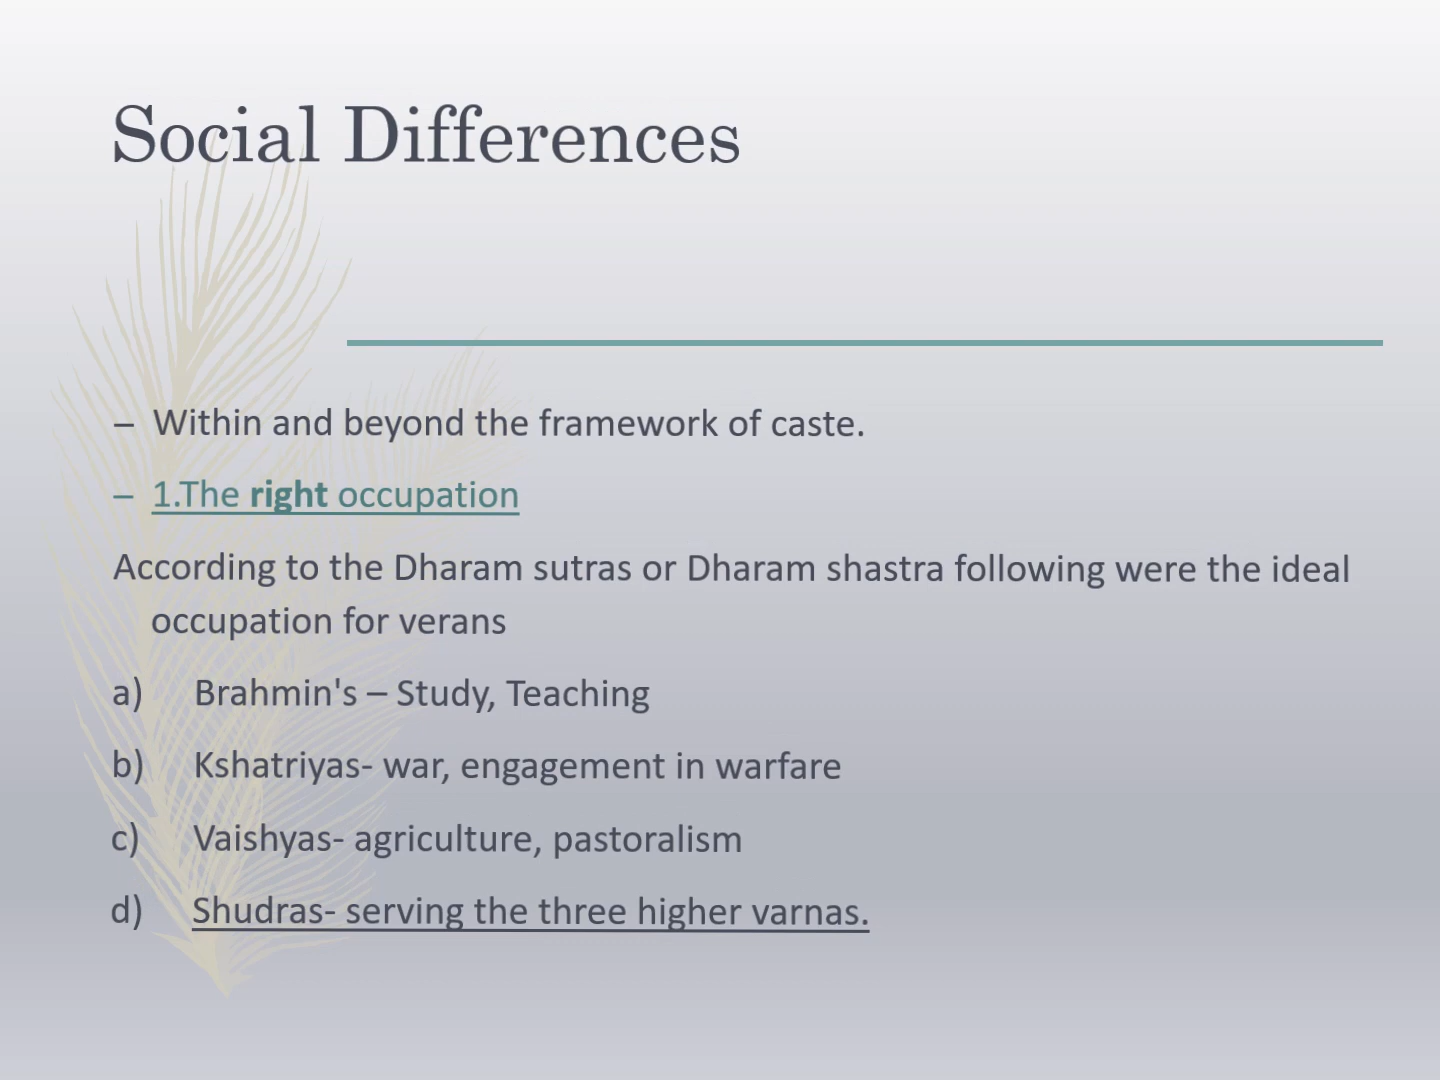 Social Differences
– Within and beyond the framework of caste.
– 1.The right occupation
According to the Dharam sutras or Dharam shastra following were the ideal
occupation for verans
a) Brahmin's – Study, Teaching
b) Kshatriyas- war, engagement in warfare
c) Vaishyas- agriculture, pastoralism
d) Shudras- serving the three higher varnas.